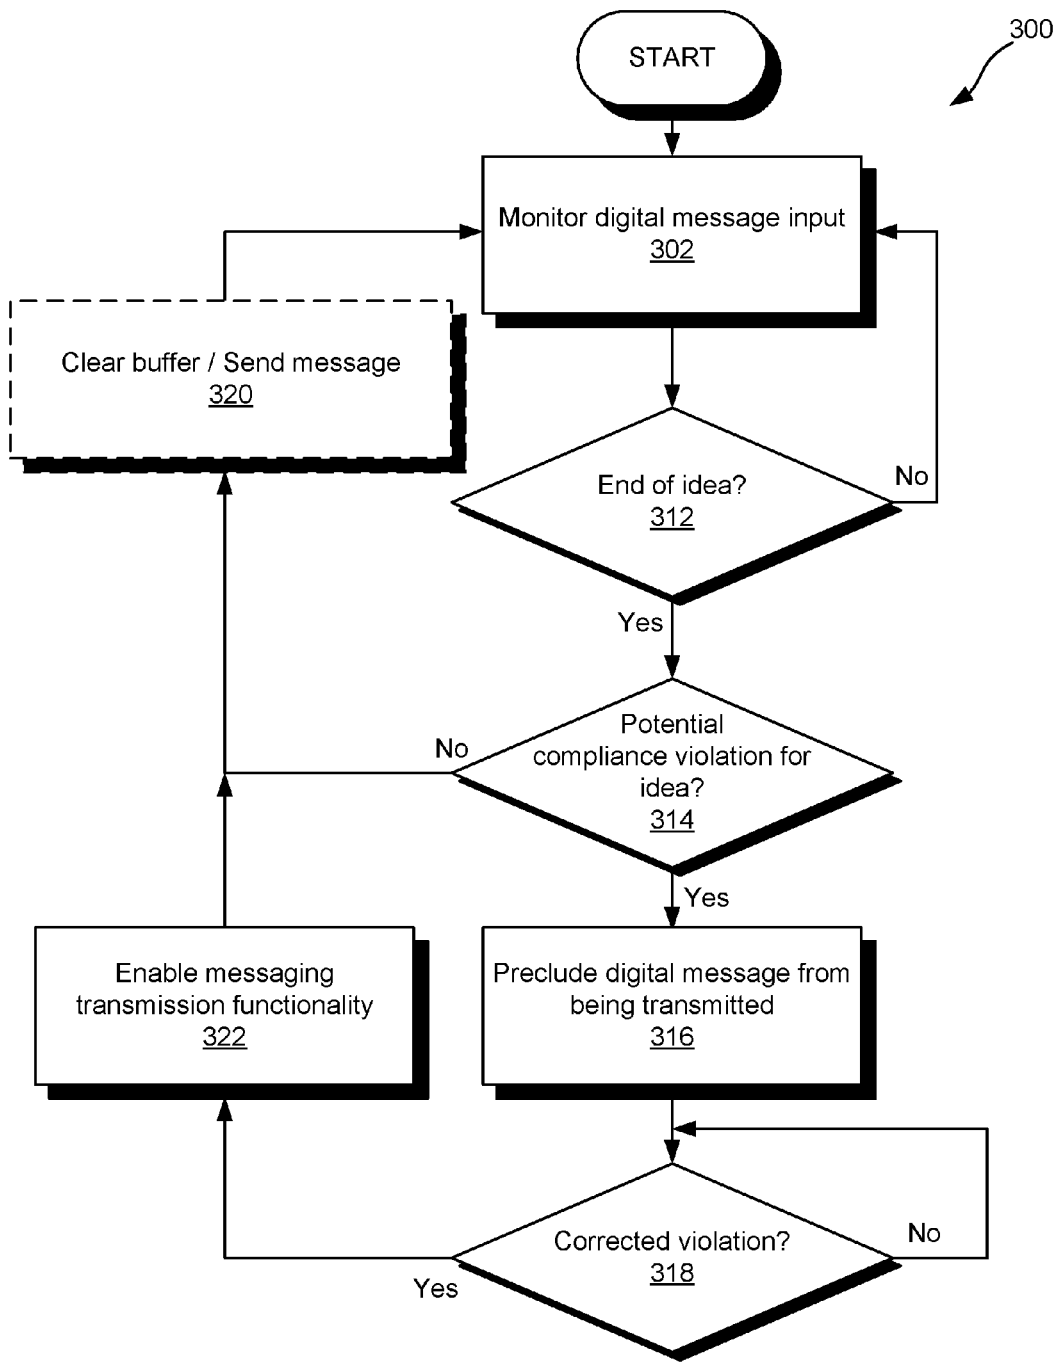 START
300
Monitor digital message input
302
Clear buffer / Send message
320
End of idea?
312
No
Yes
Potential
compliance violation for
idea?
314
No
Yes
Enable messaging
transmission functionality
322
Preclude digital message from
being transmitted
316
Corrected violation?
318
No
Yes